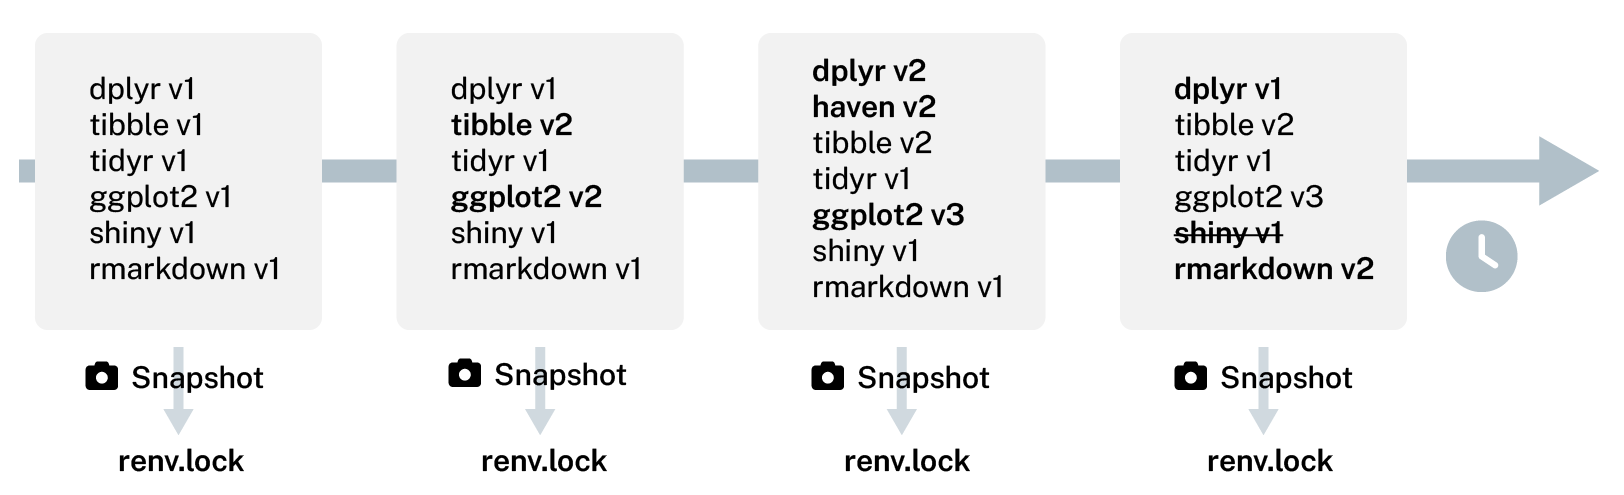 dplyr v1
tibble v1
tidyr v1
ggplot2 v1
shiny v1
rmarkdown v1
Snapshot
renv.lock
dplyr v1
tibble v2
tidyr v1
ggplot2 v2
shiny v1
rmarkdown v1
Snapshot
renv.lock
dplyr v2
haven v2
tibble v2
tidyr v1
ggplot2 v3
shiny v1
rmarkdown v1
Snapshot
renv.lock
dplyr v1
tibble v2
tidyr v1
ggplot2 v3
shiny v1
rmarkdown v2
Snapshot
renv.lock